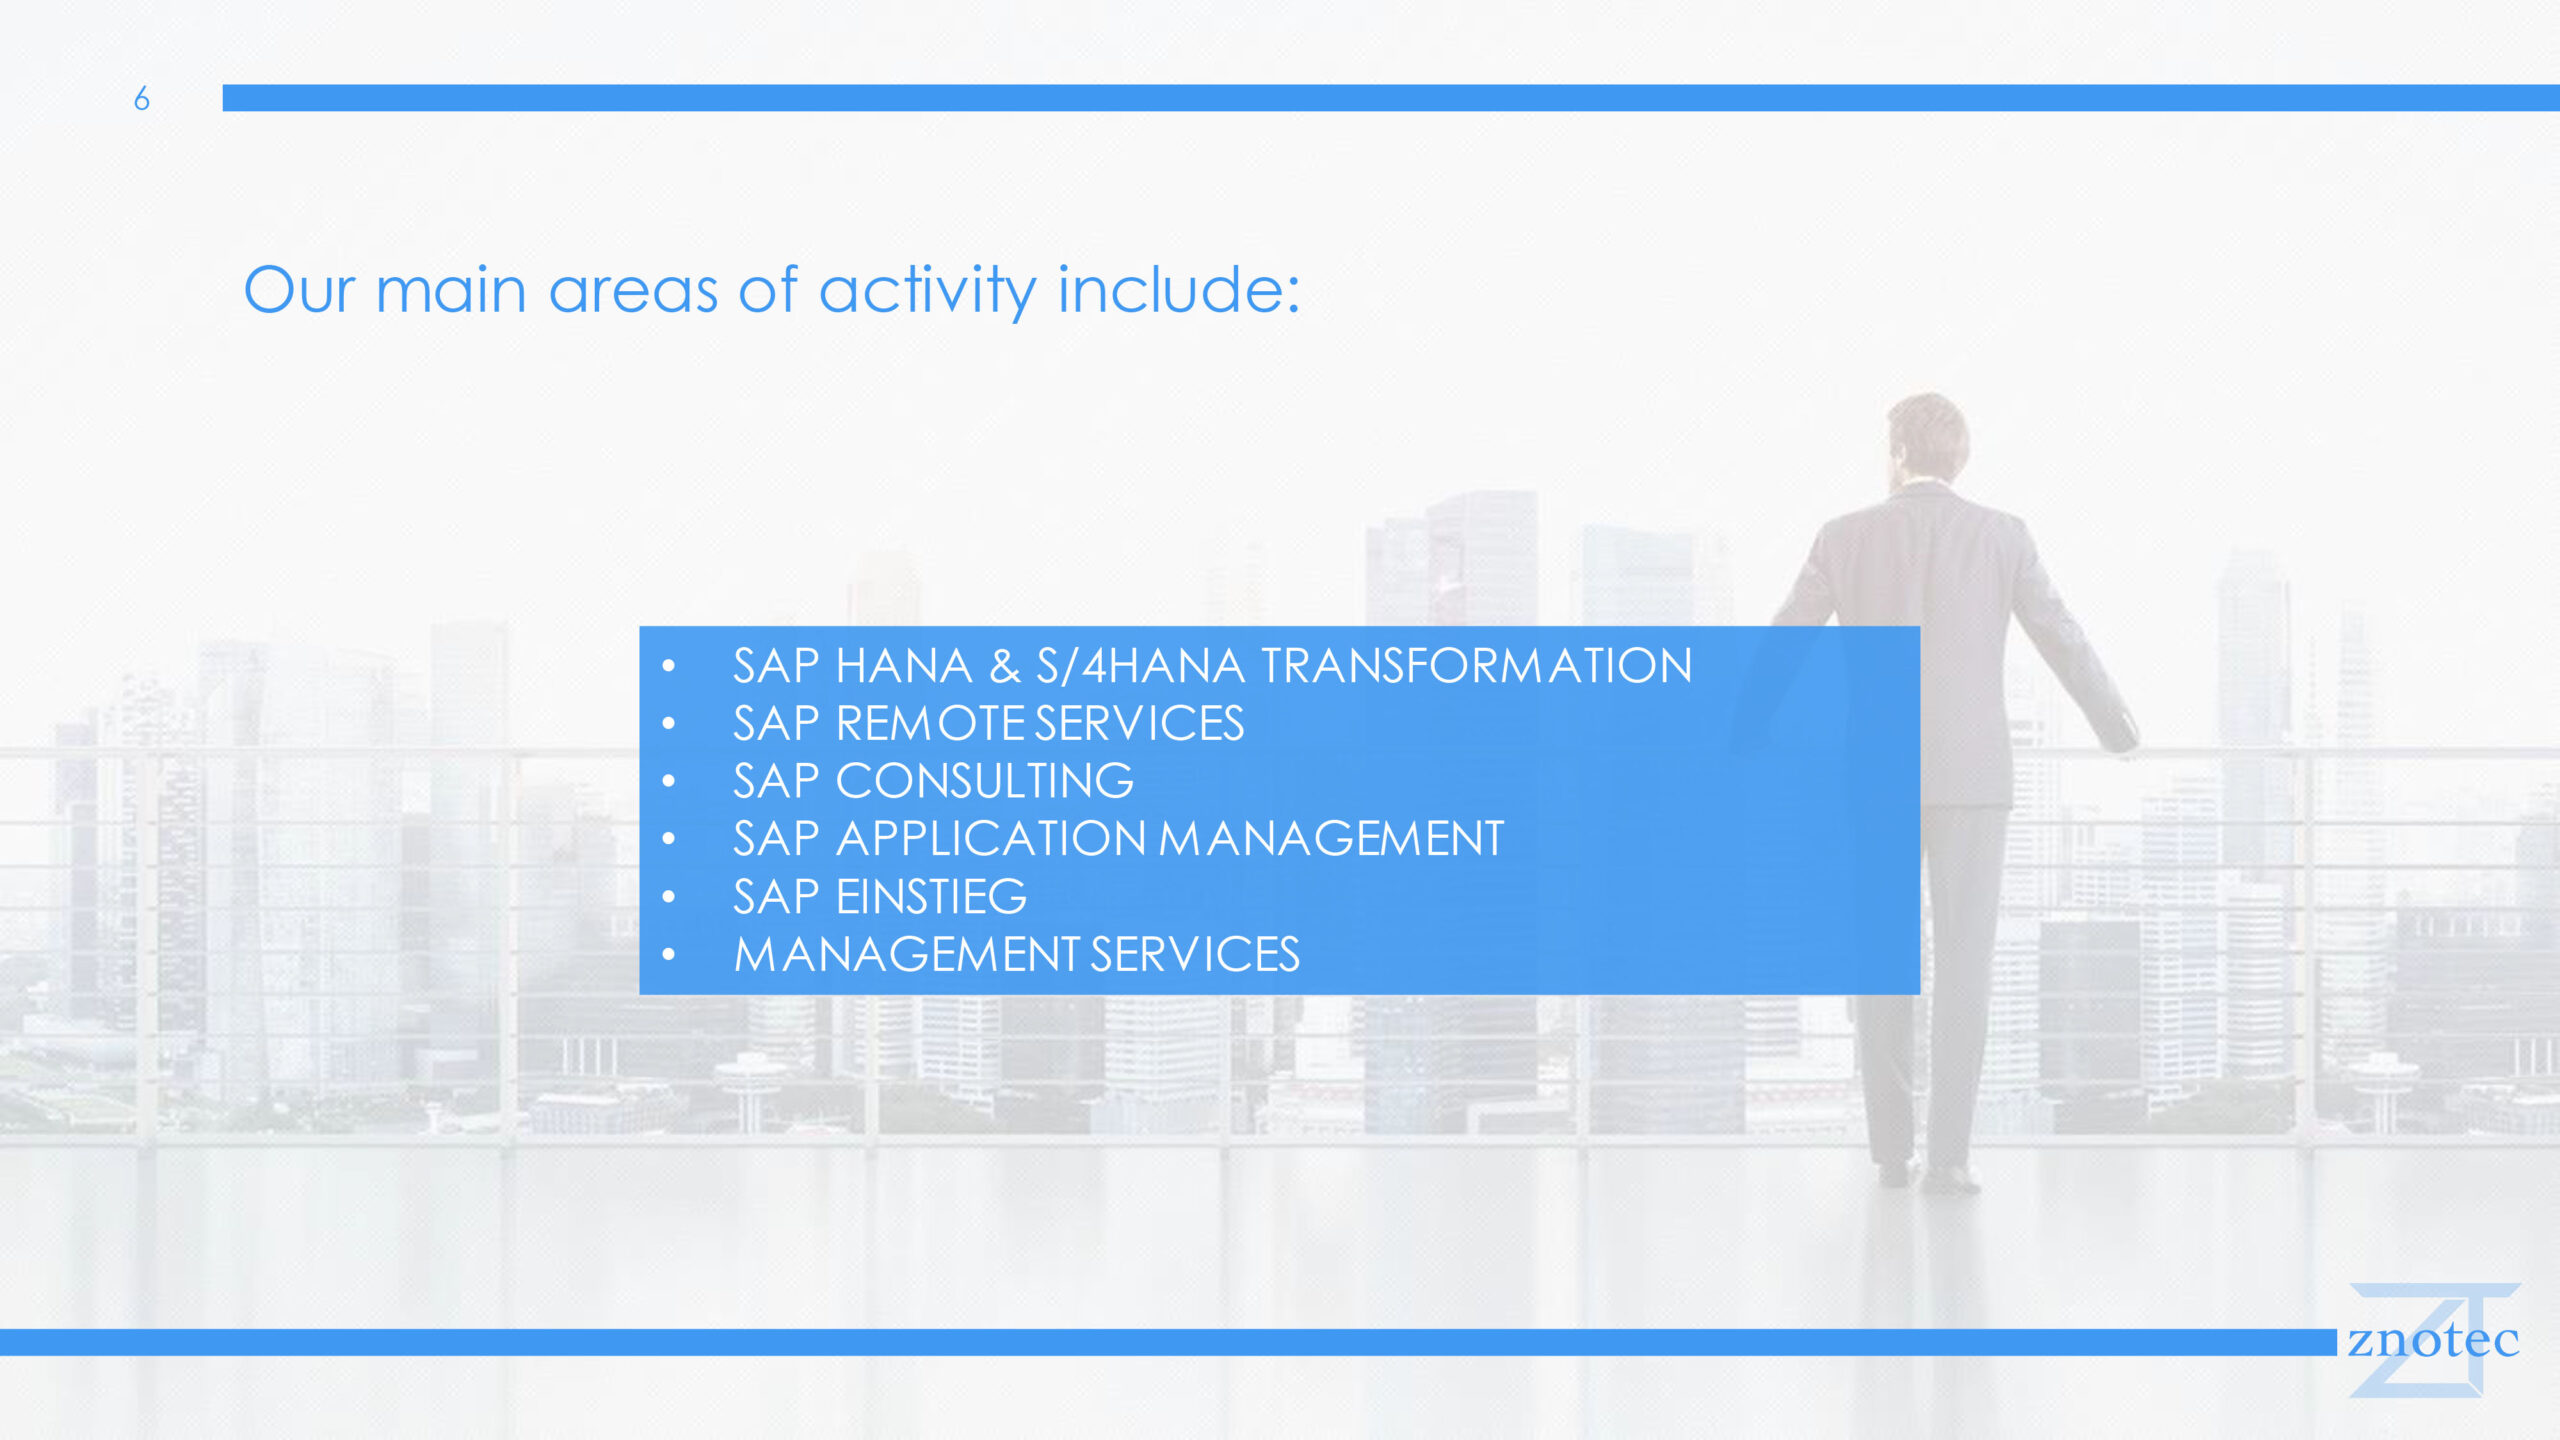 6
Our main areas of activity include:
• SAP HANA & S/4HANA TRANSFORMATION
• SAP REMOTE SERVICES
• SAP CONSULTING
• SAP APPLICATION MANAGEMENT
• SAP EINSTIEG
• MANAGEMENT SERVICES
znotec